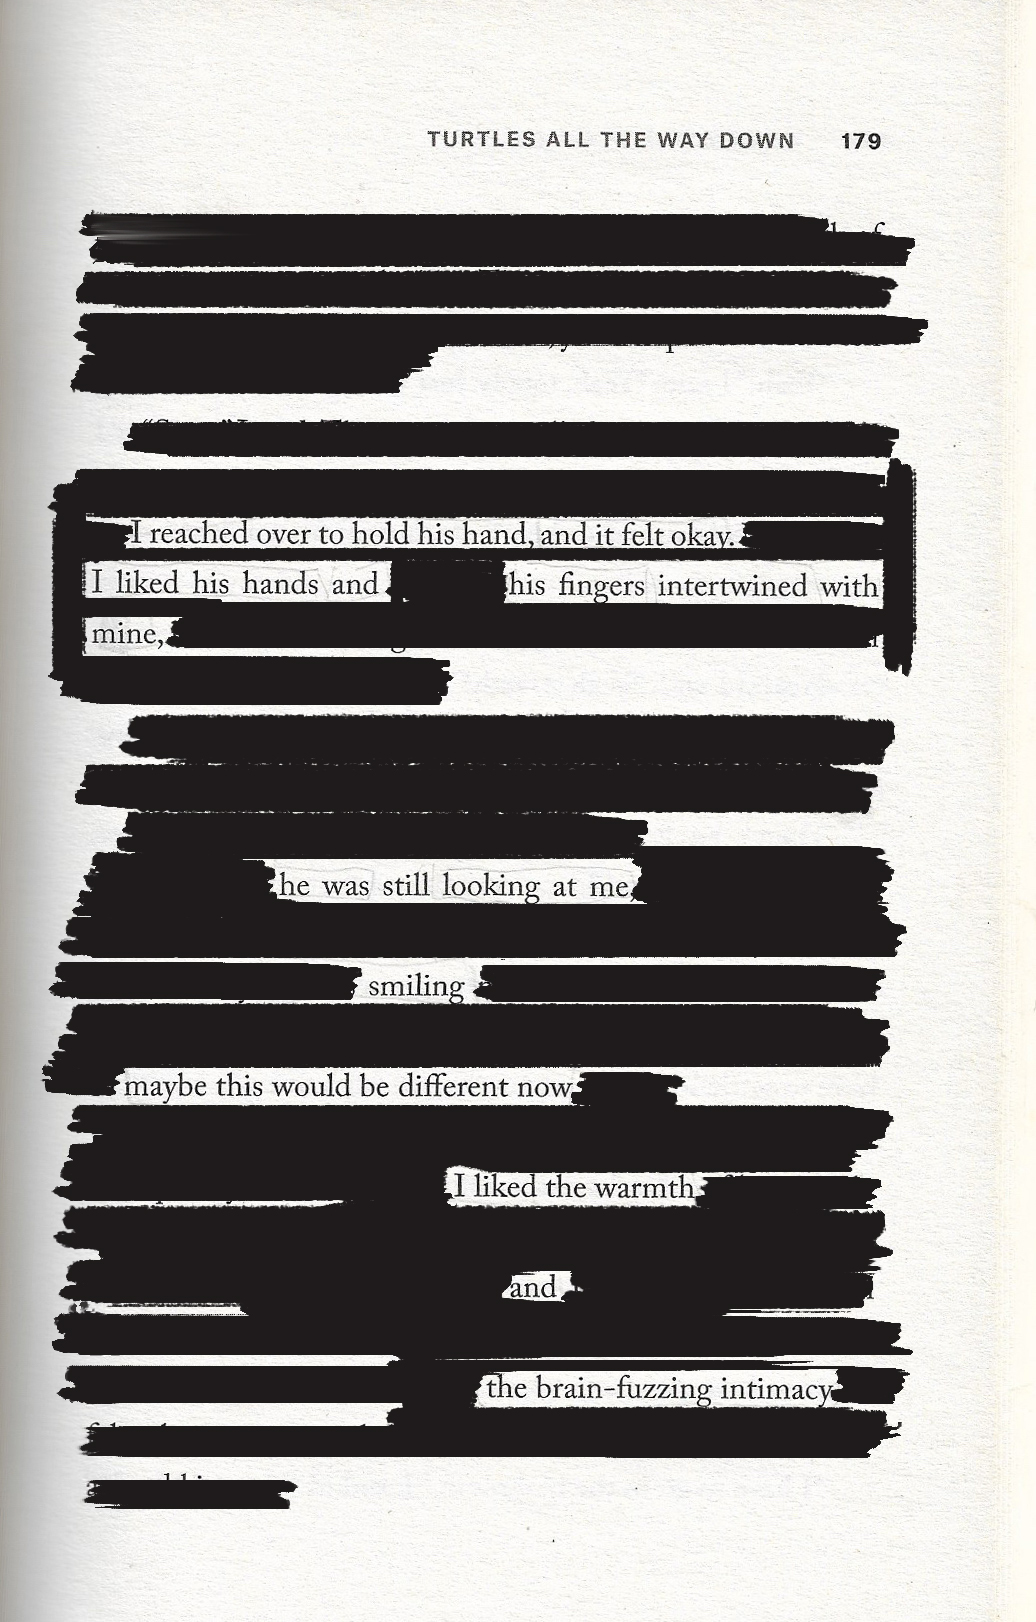 TURTLES ALL THE WAY DOWN 179
I reached over to hold his hand, and it felt okay.
I liked his hands and his fingers intertwined with
mine,
he was still looking at me,
smiling
maybe this would be different now
I liked the warmth
and
the brain-fuzzing intimacy